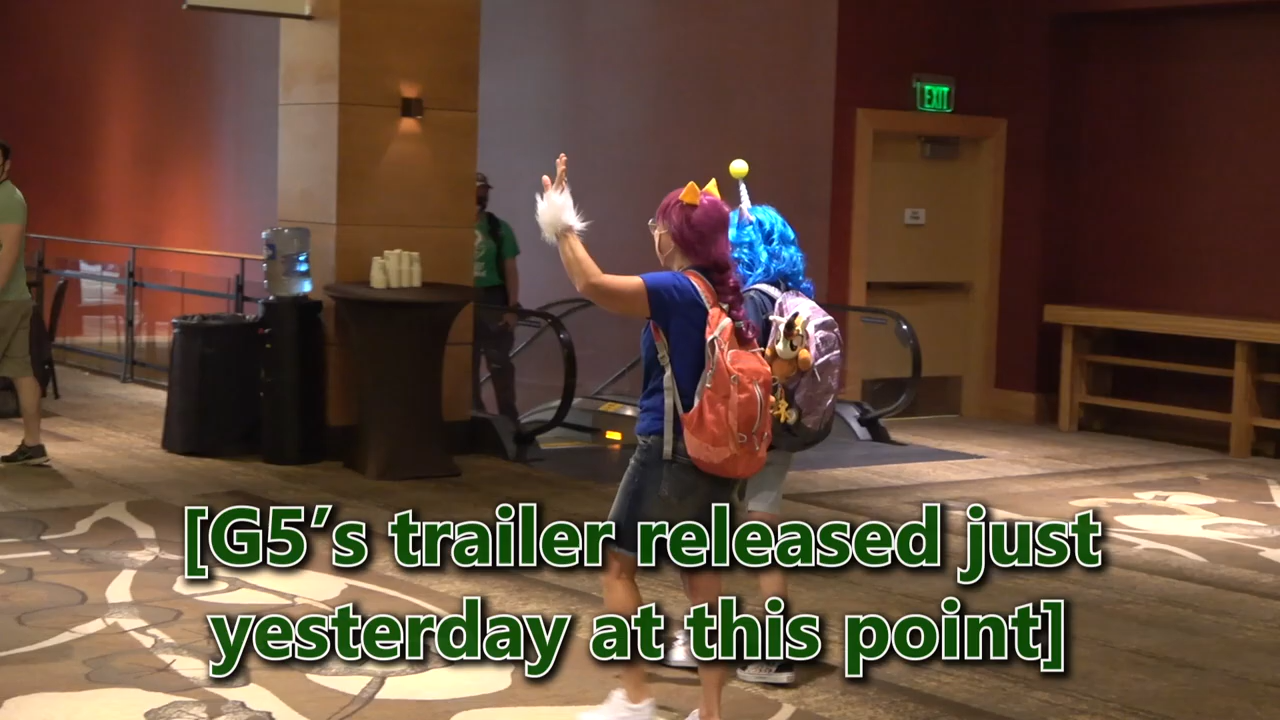 EXIT
[G5’s trailer released just
yesterday at this point]